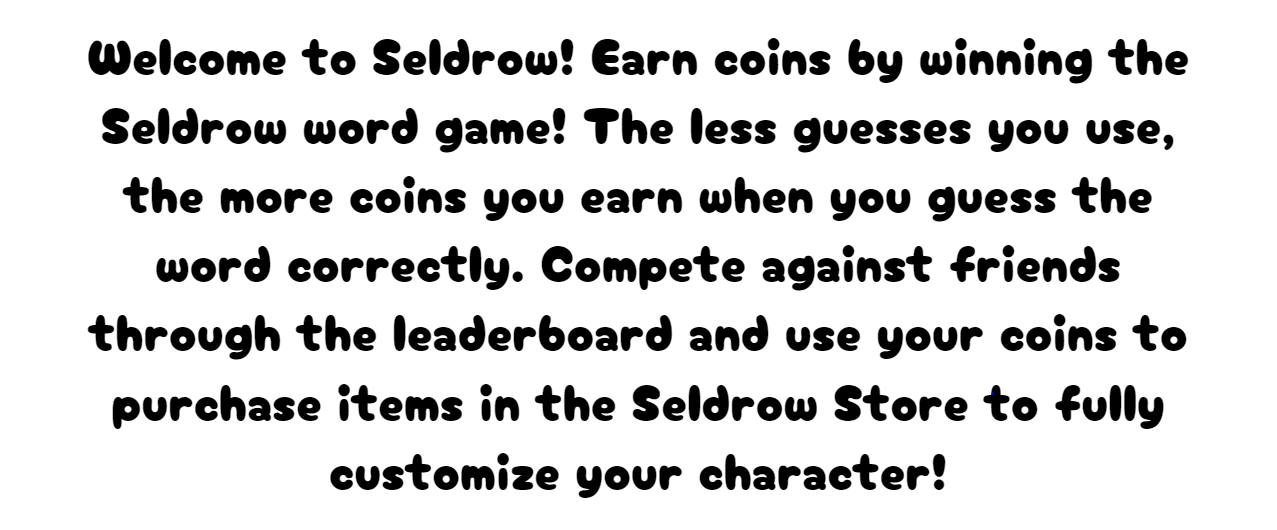 Welcome to Seldrow! Earn coins by winning the
Seldrow word game! The less guesses you use,
the more coins you earn when you guess the
word correctly. Compete against friends
through the leaderboard and use your coins to
purchase items in the Seldrow Store to fully
customize your character!